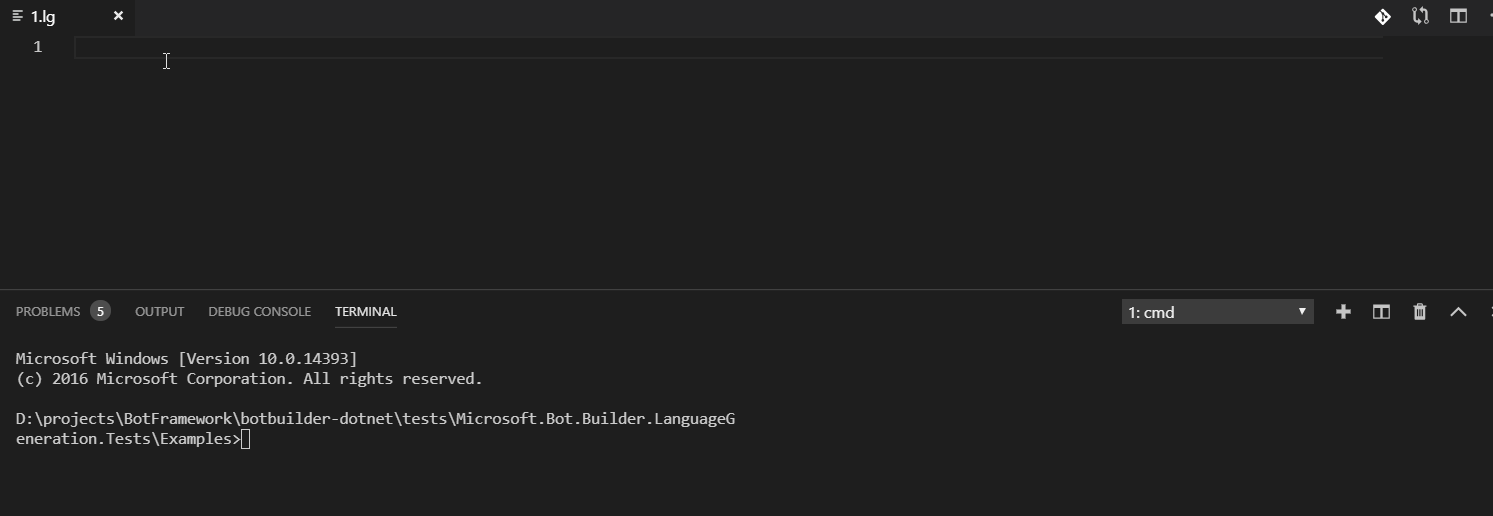 1.lg
1
PROBLEMS 5 OUTPUT DEBUG CONSOLE TERMINAL 1: cmd
Microsoft Windows [Version 10.0.14393]
(c) 2016 Microsoft Corporation. All rights reserved.
D:\projects\BotFramework\botbuilder-dotnet\tests\Microsoft.Bot.Builder.LanguageG
eneration.Tests\Examples>